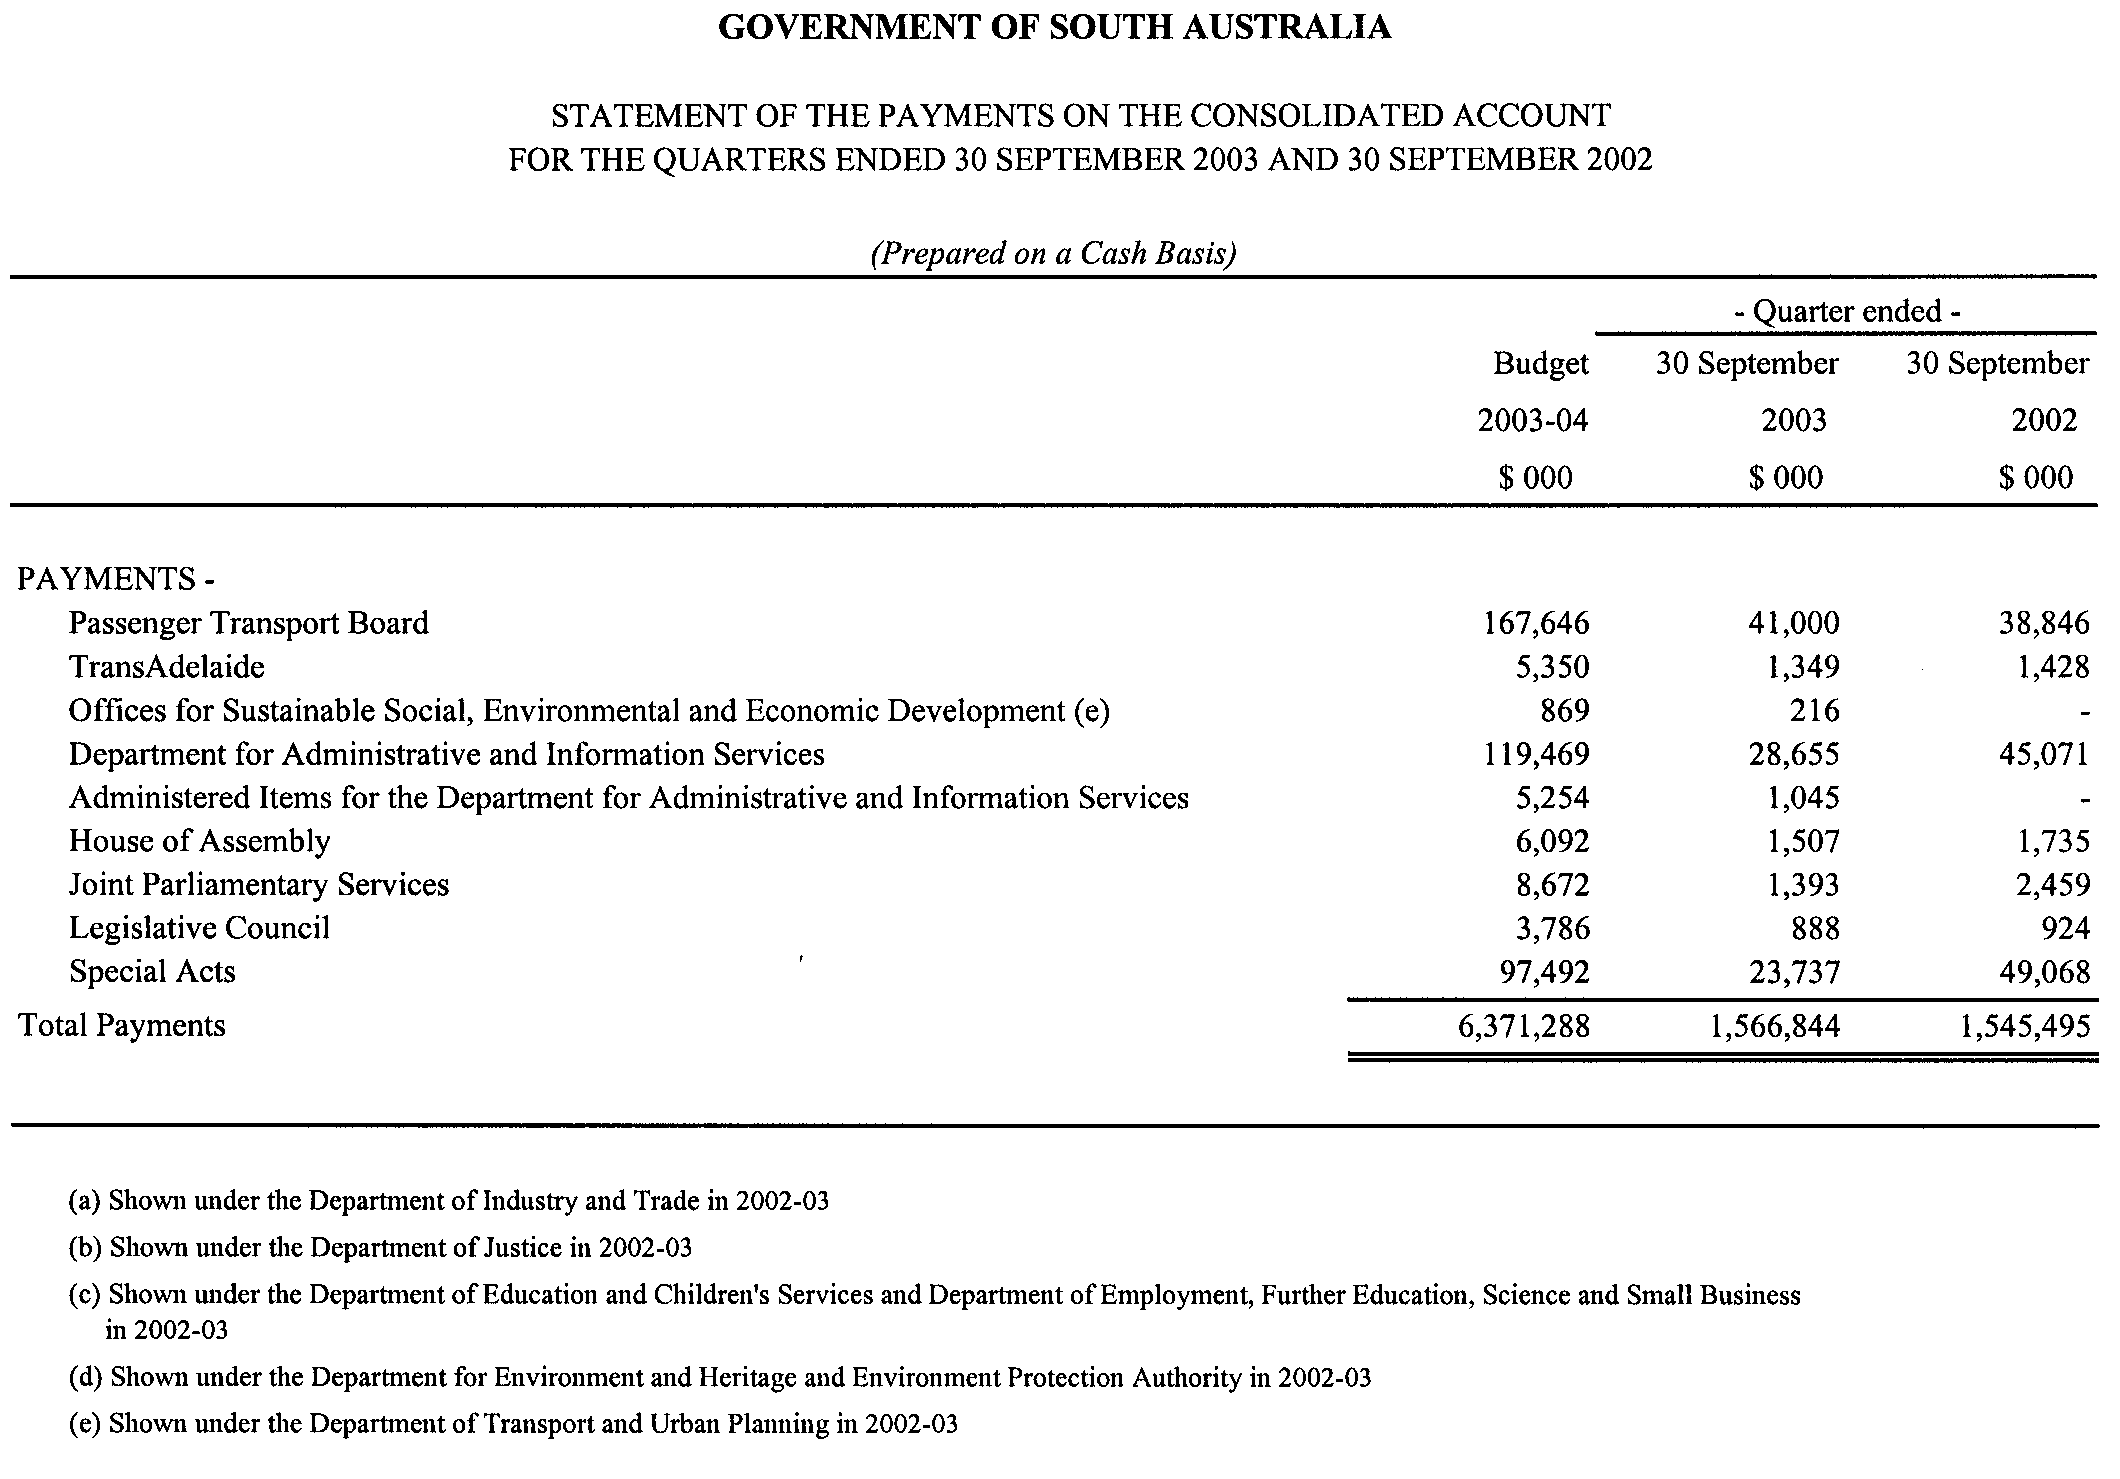 GOVERNMENT OF SOUTH AUSTRALIA
STATEMENT OF THE PAYMENTS ON THE CONSOLIDATED ACCOUNT
FOR THE QUARTERS ENDED 30 SEPTEMBER 2003 AND 30 SEPTEMBER 2002
(Prepared on a Cash Basis)
- Quarter ended -
Budget 30 September 30 September
2003-04 2003 2002
$ 000 $ 000 $ 000
PAYMENTS -
Passenger Transport Board 167,646 41,000 38,846
TransAdelaide 5,350 1,349 1,428
Offices for Sustainable Social, Environmental and Economic Development (e) 869 216 -
Department for Administrative and Information Services 119,469 28,655 45,071
Administered Items for the Department for Administrative and Information Services 5,254 1,045 -
House of Assembly 6,092 1,507 1,735
Joint Parliamentary Services 8,672 1,393 2,459
Legislative Council 3,786 888 924
Special Acts 97,492 23,737 49,068
Total Payments 6,371,288 1,566,844 1,545,495
(a) Shown under the Department of Industry and Trade in 2002-03
(b) Shown under the Department of Justice in 2002-03
(c) Shown under the Department of Education and Children's Services and Department of Employment, Further Education, Science and Small Business
in 2002-03
(d) Shown under the Department for Environment and Heritage and Environment Protection Authority in 2002-03
(e) Shown under the Department of Transport and Urban Planning in 2002-03